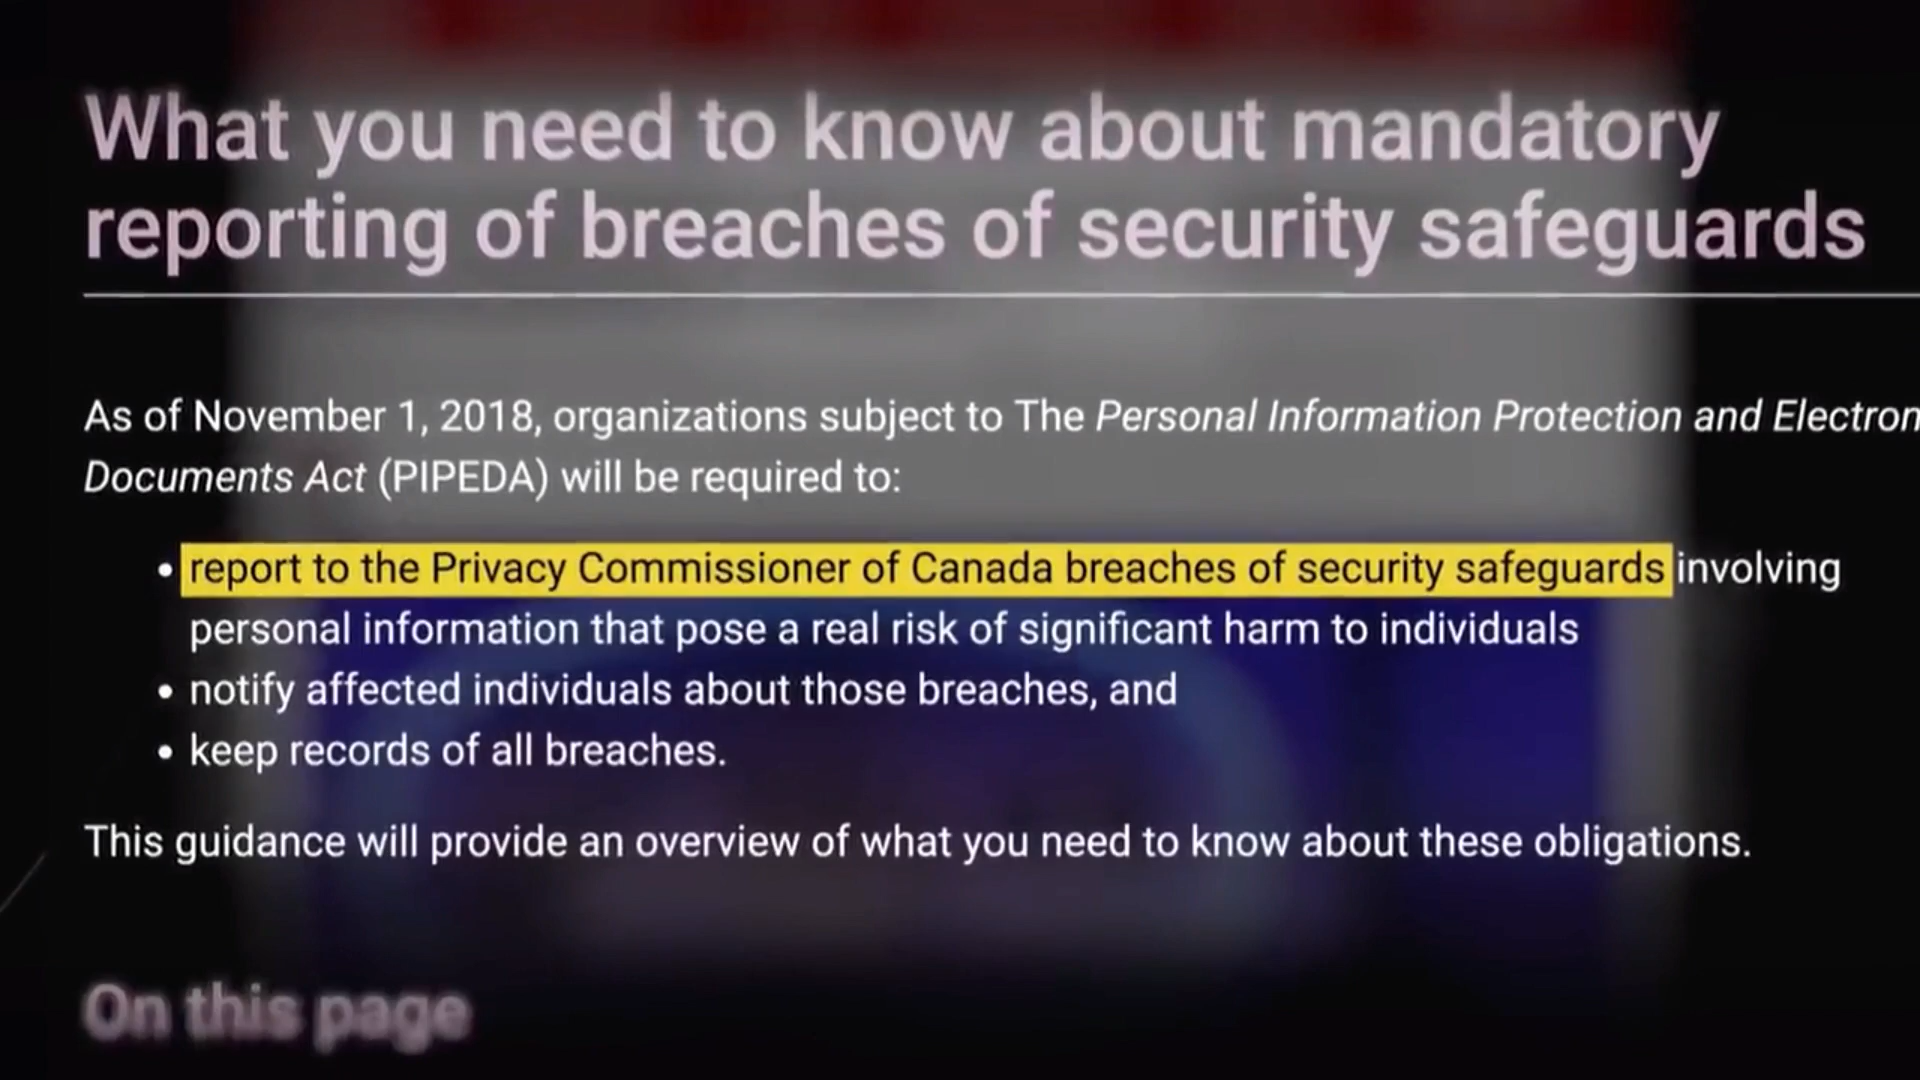 What you need to know about mandatory
reporting of breaches of security safeguards
As of November 1, 2018, organizations subject to The Personal Information Protection and Electron
Documents Act (PIPEDA) will be required to:
• report to the Privacy Commissioner of Canada breaches of security safeguards involving
personal information that pose a real risk of significant harm to individuals
• notify affected individuals about those breaches, and
• keep records of all breaches.
This guidance will provide an overview of what you need to know about these obligations.
On this page